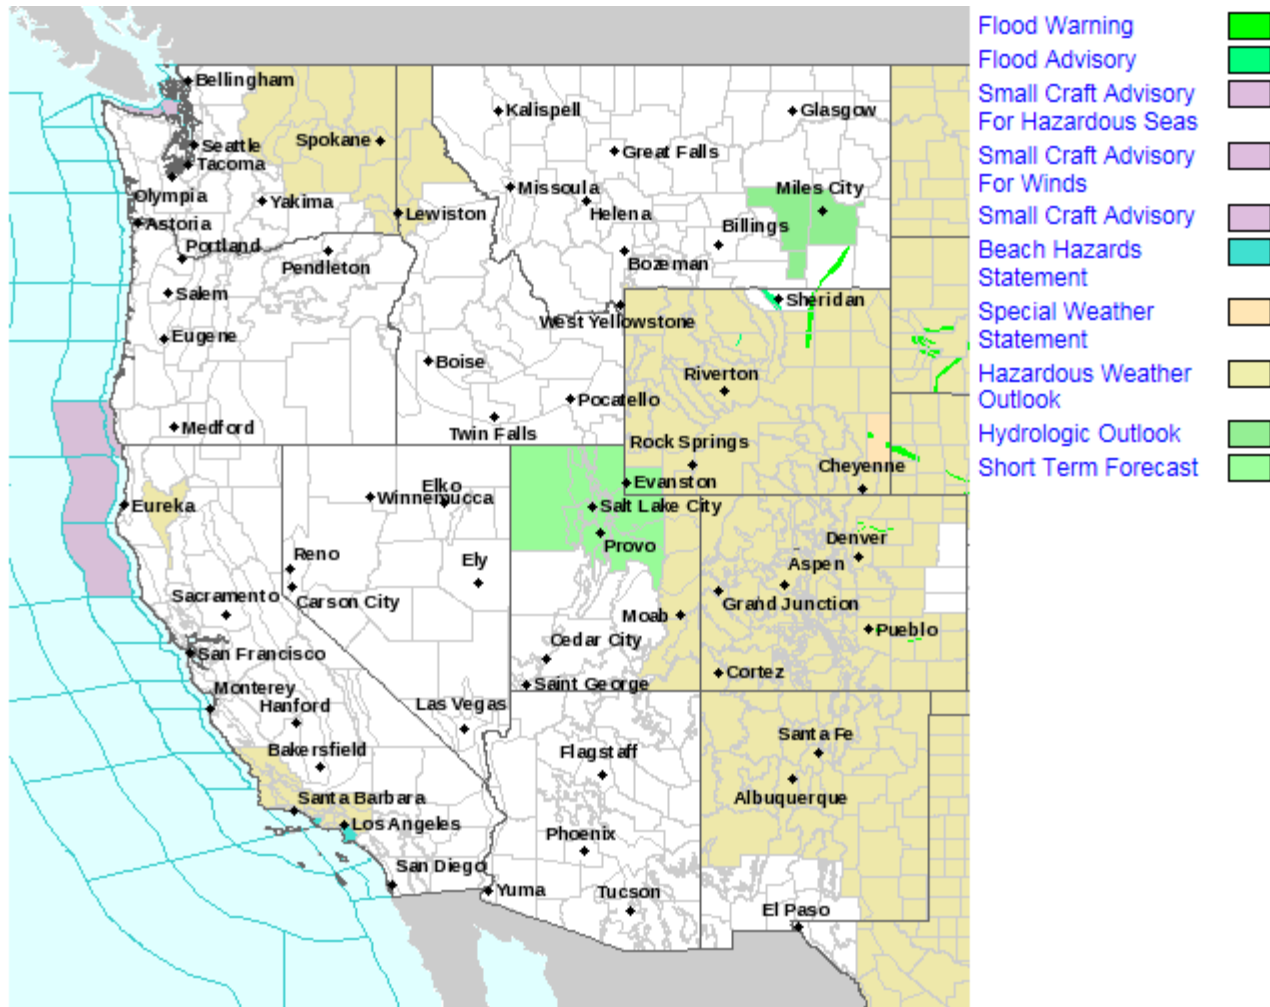 Flood Warning
Flood Advisory
Small Craft Advisory
For Hazardous Seas
Small Craft Advisory
For Winds
Small Craft Advisory
Beach Hazards
Statement
Special Weather
Statement
Hazardous Weather
Outlook
Hydrologic Outlook
Short Term Forecast
Bellingham
Kalispell
Glasgow
Spokane
Seattle
Great Falls
Tacoma
Olympia
Missoula
Miles City
Yakima
Helena
Astoria
Lewiston
Billings
Portland
Pendleton
Bozeman
Salem
Sheridan
West Yellowstone
Eugene
Boise
Riverton
Pocatello
Medford
Twin Falls
Rock Springs
Cheyenne
Elko
Evanston
Winnemucca
Eureka
Salt Lake City
Provo
Denver
Reno
Ely
Aspen
Sacramento
Carson City
Grand Junction
Moab
Pueblo
Cedar City
San Francisco
Cortez
Saint George
Monterey
Hanford
Las Vegas
Santa Fe
Bakersfield
Flagstaff
Santa Barbara
Albuquerque
Los Angeles
Phoenix
San Diego
Yuma
Tucson
El Paso